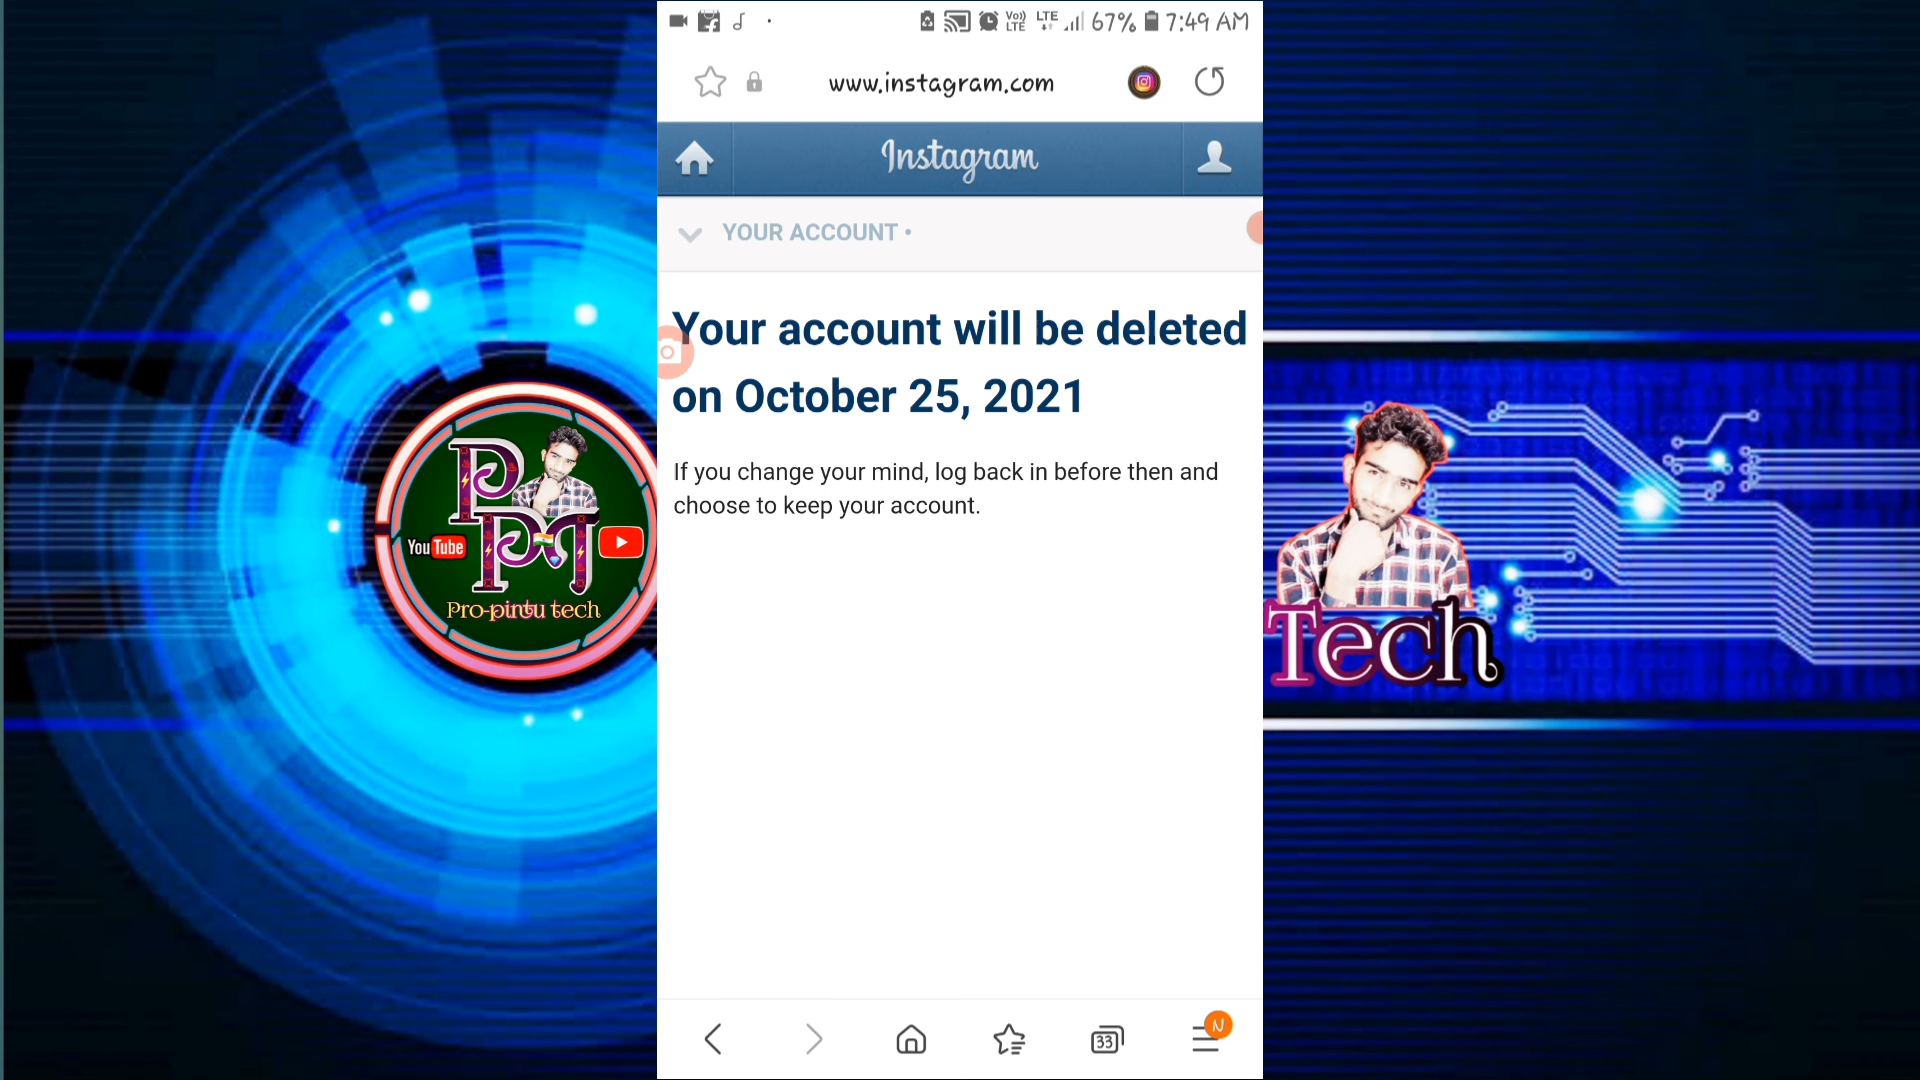 67% 7:49 AM
www.instagram.com
Instagram
YOUR ACCOUNT •
Your account will be deleted
on October 25, 2021
If you change your mind, log back in before then and
choose to keep your account.
PPT
YouTube
Pro-pintu tech
Tech
33
N